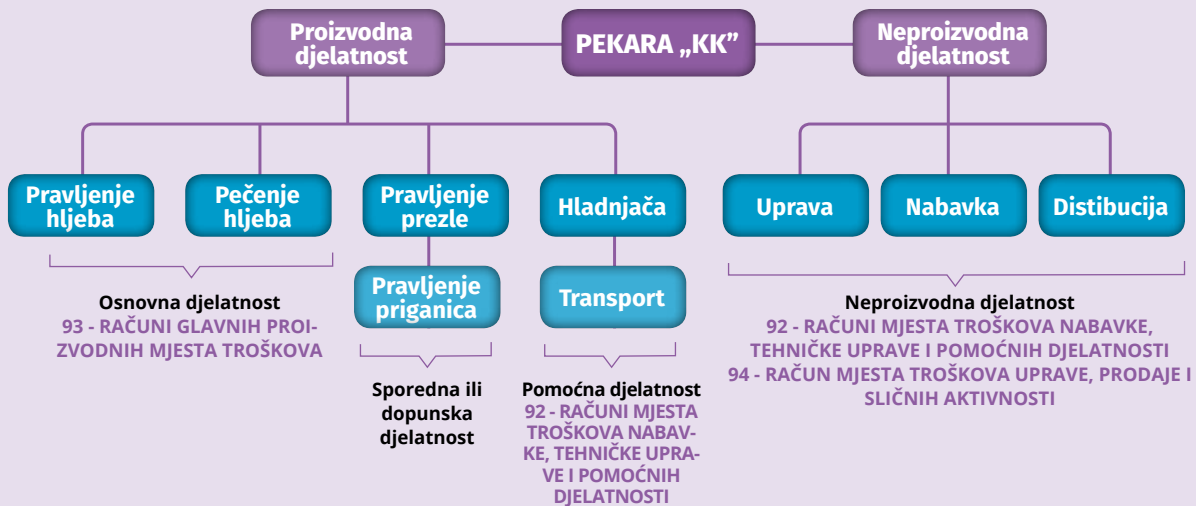 Proizvodna
djelatnost
PEKARA „KK”
Neproizvodna
djelatnost
Pravljenje
hljeba
Pečenje
hljeba
Pravljenje
prezle
Hladnjača
Uprava
Nabavka
Distibucija
Pravljenje
priganica
Transport
Osnovna djelatnost
93 - RAČUNI GLAVNIH PROI-
ZVODNIH MJESTA TROŠKOVA
Sporedna ili
dopunska
djelatnost
Pomoćna djelatnost
92 - RAČUNI MJESTA
TROŠKOVA NABAV-
KE, TEHNIČKE UPRA-
VE I POMOĆNIH
DJELATNOSTI
Neproizvodna djelatnost
92 - RAČUNI MJESTA TROŠKOVA NABAVKE,
TEHNIČKE UPRAVE I POMOĆNIH DJELATNOSTI
94 - RAČUN MJESTA TROŠKOVA UPRAVE, PRODAJE I
SLIČNIH AKTIVNOSTI